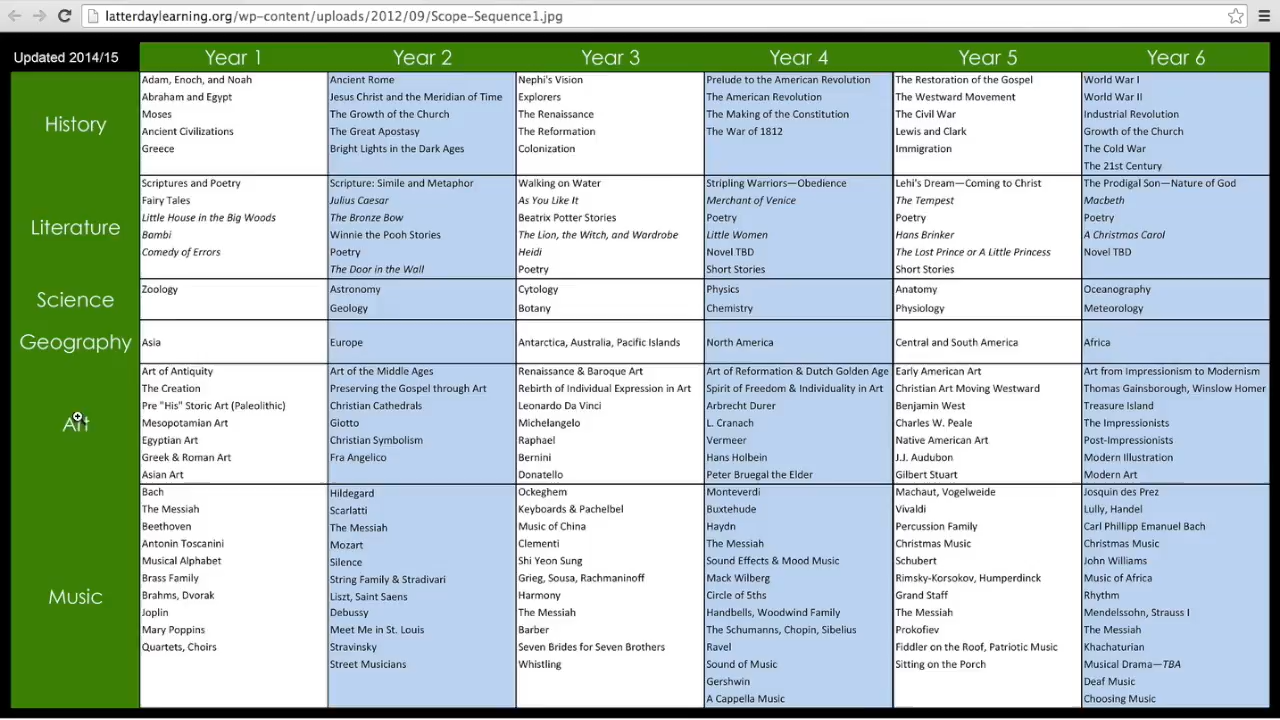 latterdaylearning.org/wp-content/uploads/2012/09/Scope-Sequence1.jpg
Updated 2014/15
Year 1
Year 2
Year 3
Year 4
Year 5
Year 6
History
Adam, Enoch, and Noah
Abraham and Egypt
Moses
Ancient Civilizations
Greece
Ancient Rome
Jesus Christ and the Meridian of Time
The Growth of the Church
The Great Apostasy
Bright Lights in the Dark Ages
Nephi's Vision
Explorers
The Renaissance
The Reformation
Colonization
Prelude to the American Revolution
The American Revolution
The Making of the Constitution
The War of 1812
The Restoration of the Gospel
The Westward Movement
The Civil War
Lewis and Clark
Immigration
World War I
World War II
Industrial Revolution
Growth of the Church
The Cold War
The 21st Century
Literature
Scriptures and Poetry
Fairy Tales
Little House in the Big Woods
Bambi
Comedy of Errors
Scripture: Simile and Metaphor
Julius Caesar
The Bronze Bow
Winnie the Pooh Stories
Poetry
The Door in the Wall
Walking on Water
As You Like It
Beatrix Potter Stories
The Lion, the Witch, and Wardrobe
Heidi
Poetry
Stripling Warriors—Obedience
Merchant of Venice
Poetry
Little Women
Novel TBD
Short Stories
Lehi's Dream—Coming to Christ
The Tempest
Poetry
Hans Brinker
The Lost Prince or A Little Princess
Short Stories
The Prodigal Son—Nature of God
Macbeth
Poetry
A Christmas Carol
Novel TBD
Science
Zoology
Astronomy
Geology
Cytology
Botany
Physics
Chemistry
Anatomy
Physiology
Oceanography
Meteorology
Geography
Asia
Europe
Antarctica, Australia, Pacific Islands
North America
Central and South America
Africa
Art
Art of Antiquity
The Creation
Pre "His" Storic Art (Paleolithic)
Mesopotamian Art
Egyptian Art
Greek & Roman Art
Asian Art
Art of the Middle Ages
Preserving the Gospel through Art
Christian Cathedrals
Giotto
Christian Symbolism
Fra Angelico
Renaissance & Baroque Art
Rebirth of Individual Expression in Art
Leonardo Da Vinci
Michelangelo
Raphael
Bernini
Donatello
Art of Reformation & Dutch Golden Age
Spirit of Freedom & Individuality in Art
Arbrecht Durer
L. Cranach
Vermeer
Hans Holbein
Peter Bruegal the Elder
Early American Art
Christian Art Moving Westward
Benjamin West
Charles W. Peale
Native American Art
J.J. Audubon
Gilbert Stuart
Art from Impressionism to Modernism
Thomas Gainsborough, Winslow Homer
Treasure Island
The Impressionists
Post-Impressionists
Modern Illustration
Modern Art
Music
Bach
The Messiah
Beethoven
Antonin Toscanini
Musical Alphabet
Brass Family
Brahms, Dvorak
Joplin
Mary Poppins
Quartets, Choirs
Hildegard
Scarlatti
The Messiah
Mozart
Silence
String Family & Stradivari
Liszt, Saint Saens
Debussy
Meet Me in St. Louis
Stravinsky
Street Musicians
Ockeghem
Keyboards & Pachelbel
Music of China
Clementi
Shi Yeon Sung
Grieg, Sousa, Rachmaninoff
Harmony
The Messiah
Barber
Seven Brides for Seven Brothers
Whistling
Monteverdi
Buxtehude
Haydn
The Messiah
Sound Effects & Mood Music
Mack Wilberg
Circle of 5ths
Handbells, Woodwind Family
The Schumanns, Chopin, Sibelius
Ravel
Sound of Music
Gershwin
A Cappella Music
Machaut, Vogelweide
Vivaldi
Percussion Family
Christmas Music
Schubert
Rimsky-Korsokov, Humperdinck
Grand Staff
The Messiah
Prokofiev
Fiddler on the Roof, Patriotic Music
Sitting on the Porch
Josquin des Prez
Lully, Handel
Carl Phillipp Emanuel Bach
Christmas Music
John Williams
Music of Africa
Rhythm
Mendelssohn, Strauss I
The Messiah
Khachaturian
Musical Drama—TBA
Deaf Music
Choosing Music